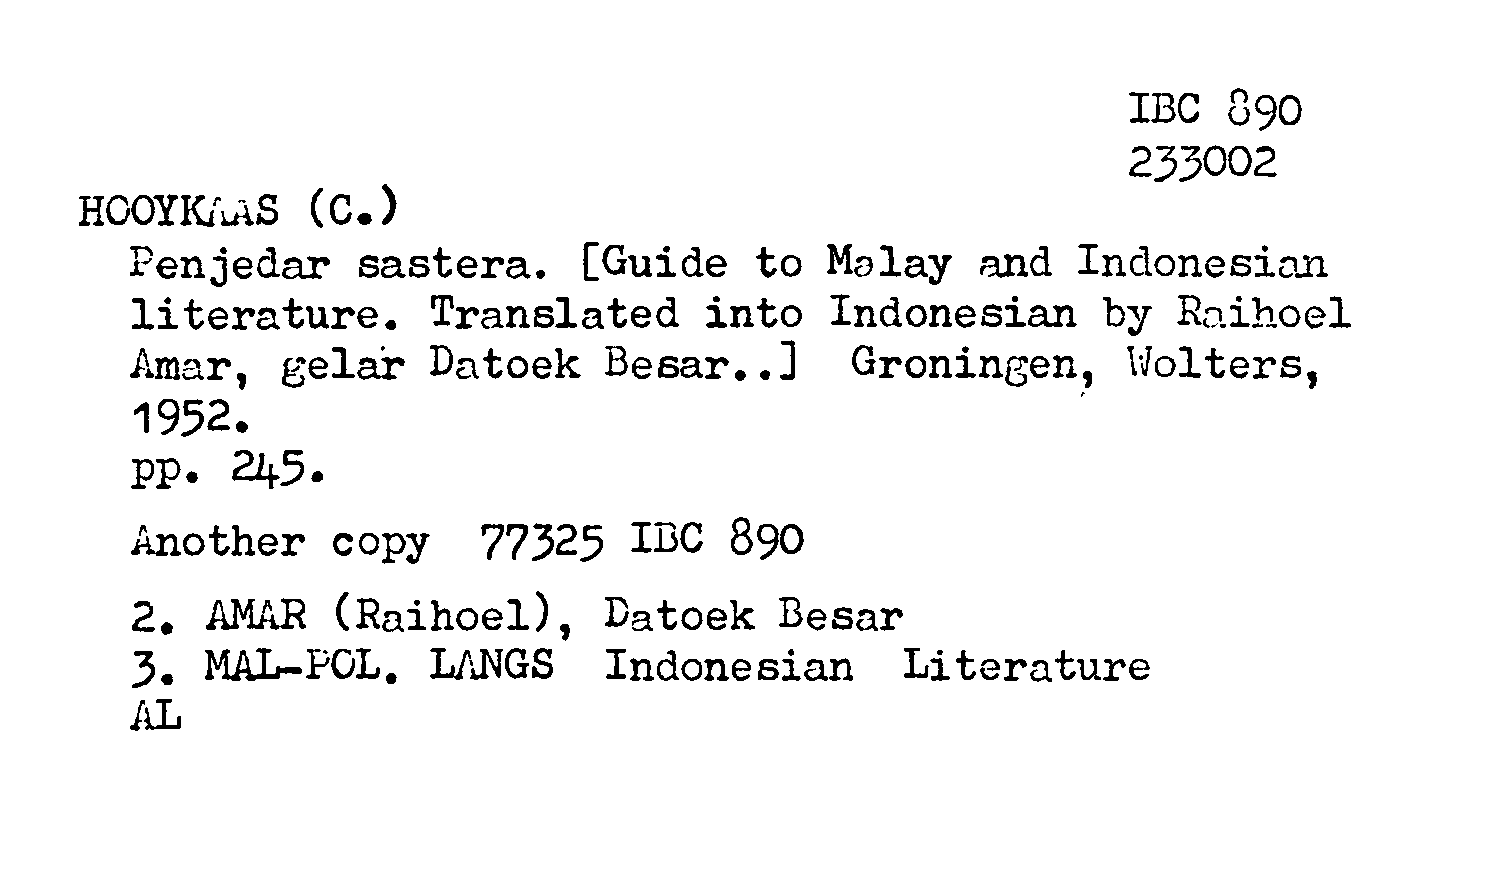 IBC 890
233002
HOOYKAAS (C.)
Penjedar sastera. [Guide to Malay and Indonesian
literature. Translated into Indonesian by Raihoel
Amar, gelar Datoek Besar..] Groningen, Wolters,
1952.
pp. 245.
Another copy 77325 IBC 890
2. AMAR (Raihoel), Datoek Besar
3. MAL-POL. LANGS Indonesian Literature
AL